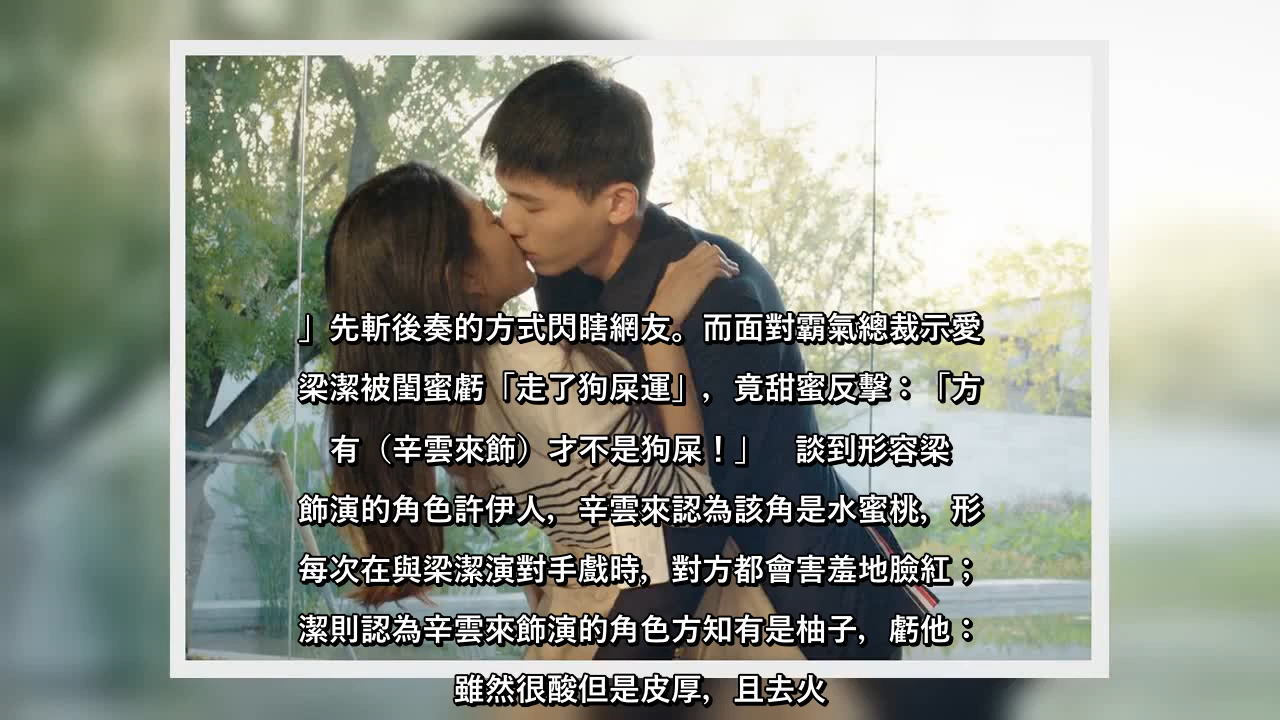 」先斬後奏的方式閃瞎網友。而面對霸氣總裁示愛
梁潔被閨蜜虧「走了狗屎運」，竟甜蜜反擊：「方
有（辛雲來飾）才不是狗屎！」　談到形容梁
飾演的角色許伊人，辛雲來認為該角是水蜜桃，形
每次在與梁潔演對手戲時，對方都會害羞地臉紅；
潔則認為辛雲來飾演的角色方知有是柚子，虧他：
雖然很酸但是皮厚，且去火